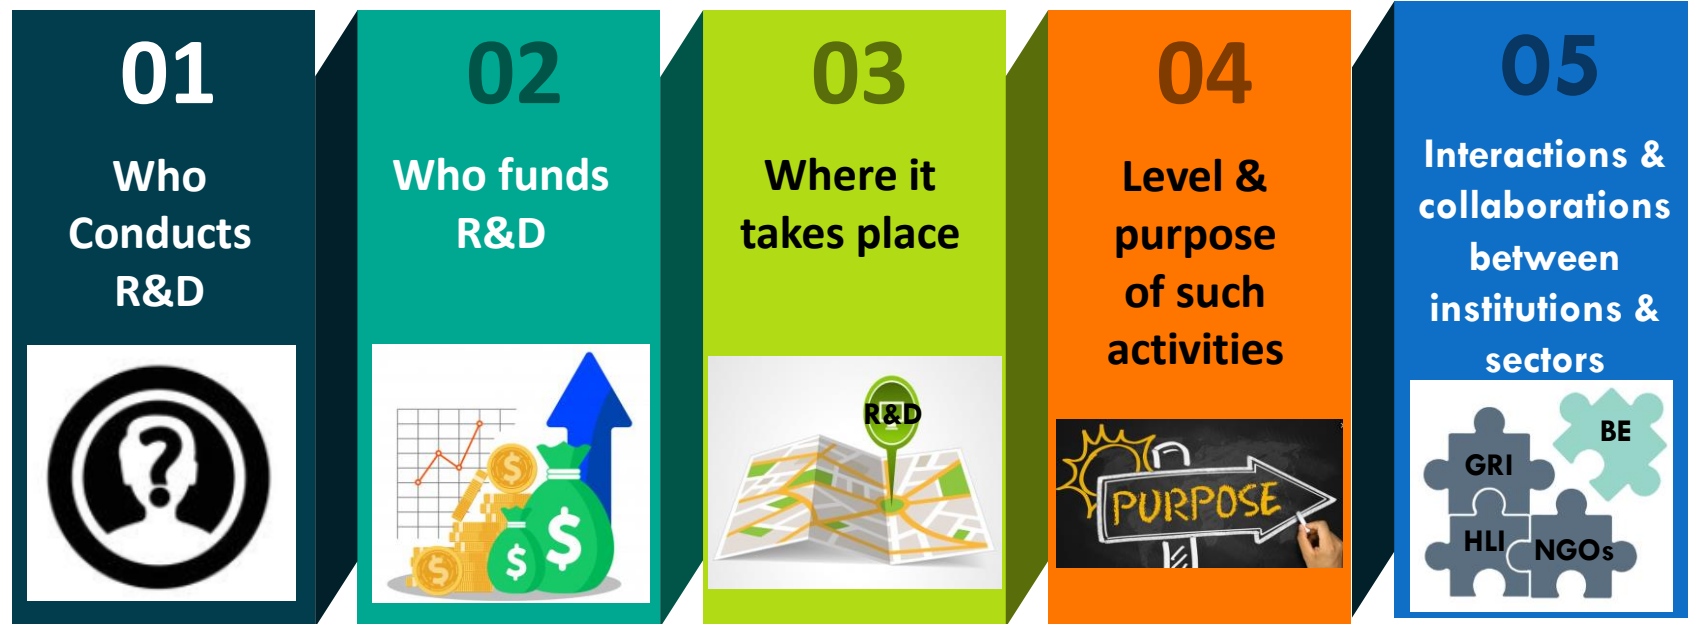 01
Who
Conducts
R&D
02
Who funds
R&D
$
$
$
$
03
Where it
takes place
R&D
04
Level &
purpose
of such
activities
PURPOSE
05
Interactions &
collaborations
between
institutions &
sectors
BE
GRI
HLI
NGOs